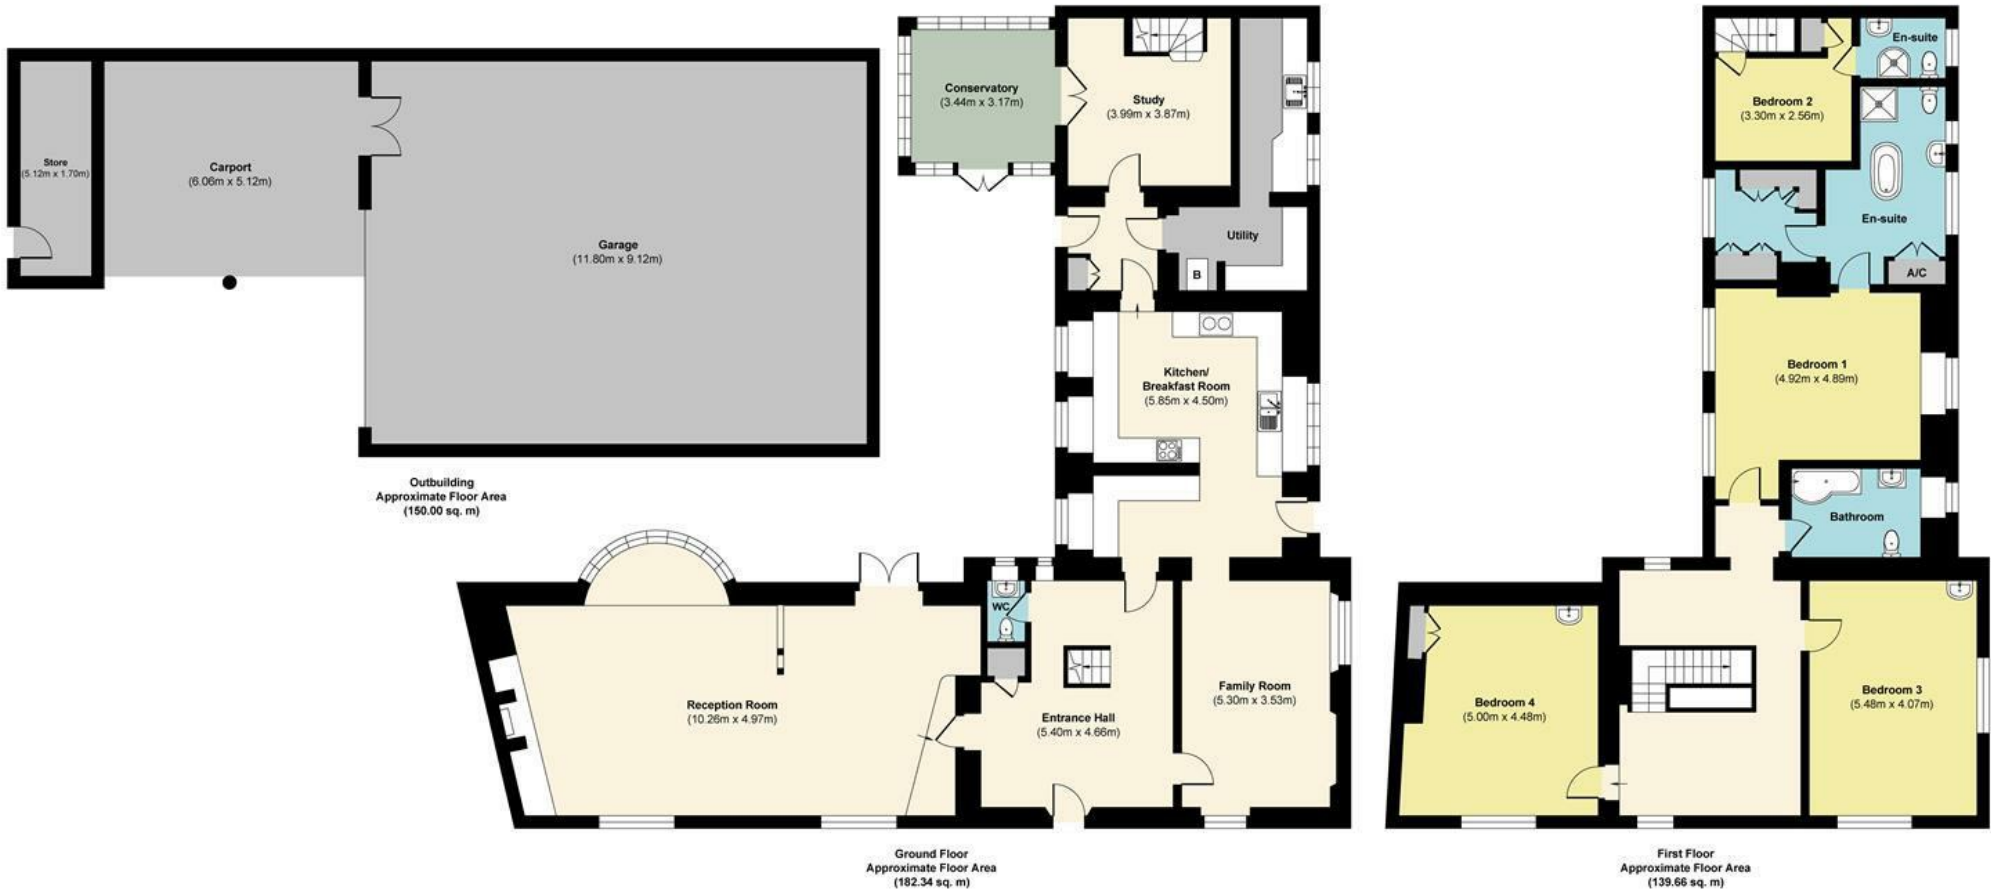 Store
(5.12m x 1.70m)
Carport
(6.06m x 5.12m)
Garage
(11.80m x 9.12m)
Outbuilding
Approximate Floor Area
(150.00 sq. m)
Conservatory
(3.44m x 3.17m)
Study
(3.99m x 3.87m)
Utility
B
Kitchen/
Breakfast Room
(5.85m x 4.50m)
WC
Reception Room
(10.26m x 4.97m)
Entrance Hall
(5.40m x 4.66m)
Family Room
(5.30m x 3.53m)
Ground Floor
Approximate Floor Area
(182.34 sq. m)
En-suite
Bedroom 2
(3.30m x 2.56m)
En-suite
A/C
Bedroom 1
(4.92m x 4.89m)
Bathroom
Bedroom 4
(5.00m x 4.48m)
Bedroom 3
(5.48m x 4.07m)
First Floor
Approximate Floor Area
(139.66 sq. m)